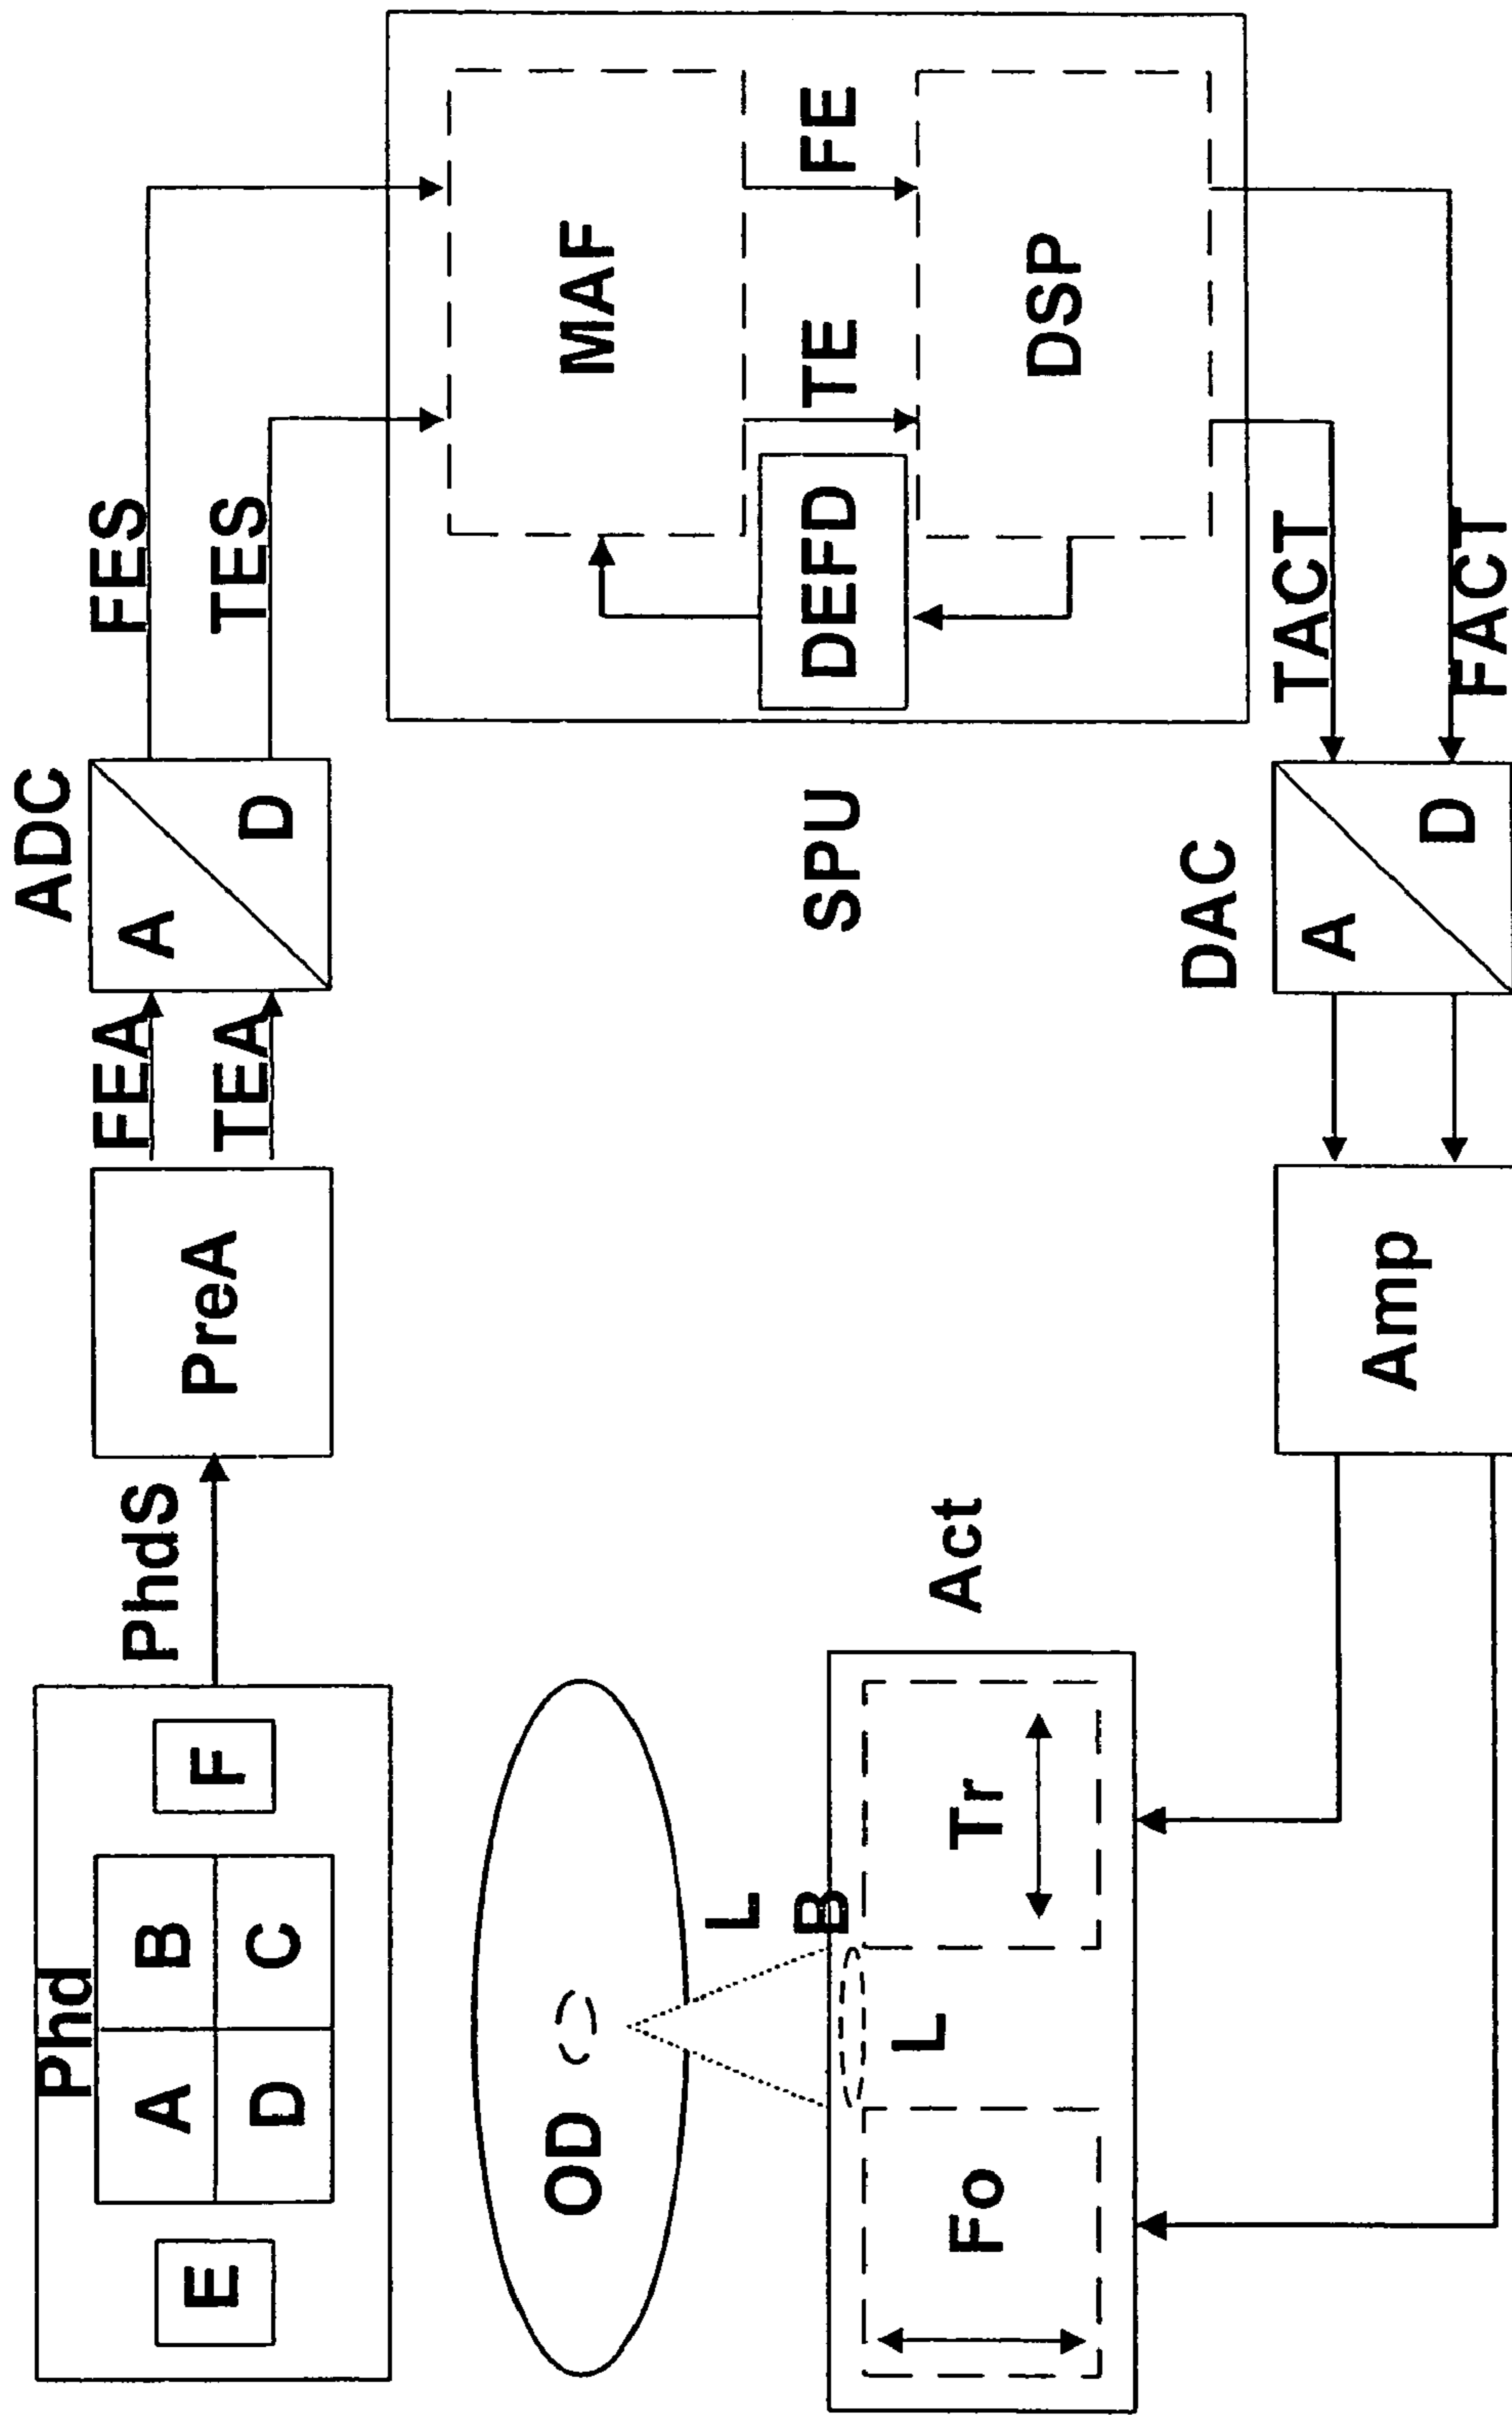 Phd
E
A
B
D
C
F
PhdS
PreA
FEA
TEA
ADC
A
D
FES
TES
MAF
TE
FE
DEFD
DSP
SPU
TACT
FACT
DAC
A
D
Amp
Act
OD
L
B
L
Fo
Tr